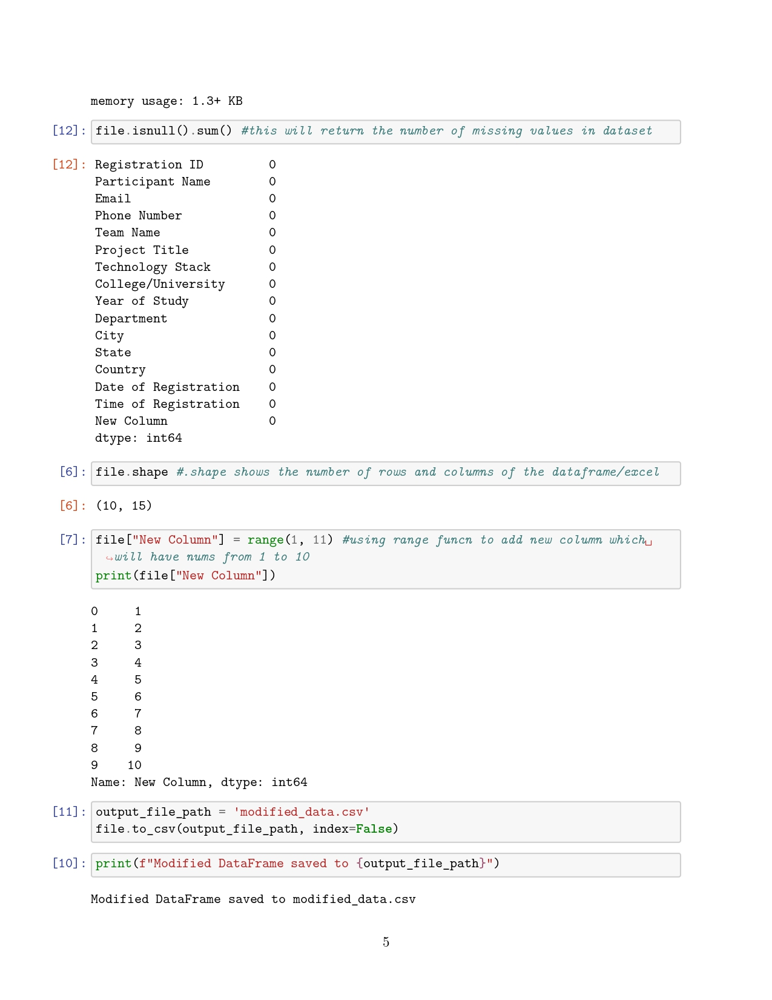 memory usage: 1.3+ KB
[12]: file.isnull().sum() #this will return the number of missing values in dataset
[12]: Registration ID         0
Participant Name        0
Email                   0
Phone Number            0
Team Name               0
Project Title           0
Technology Stack        0
College/University      0
Year of Study           0
Department              0
City                    0
State                   0
Country                 0
Date of Registration    0
Time of Registration    0
New Column              0
dtype: int64
[6]: file.shape #.shape shows the number of rows and columns of the dataframe/excel
[6]: (10, 15)
[7]: file["New Column"] = range(1, 11) #using range funcn to add new column which␣
↪will have nums from 1 to 10
print(file["New Column"])
0     1
1     2
2     3
3     4
4     5
5     6
6     7
7     8
8     9
9    10
Name: New Column, dtype: int64
[11]: output_file_path = 'modified_data.csv'
file.to_csv(output_file_path, index=False)
[10]: print(f"Modified DataFrame saved to {output_file_path}")
Modified DataFrame saved to modified_data.csv
5